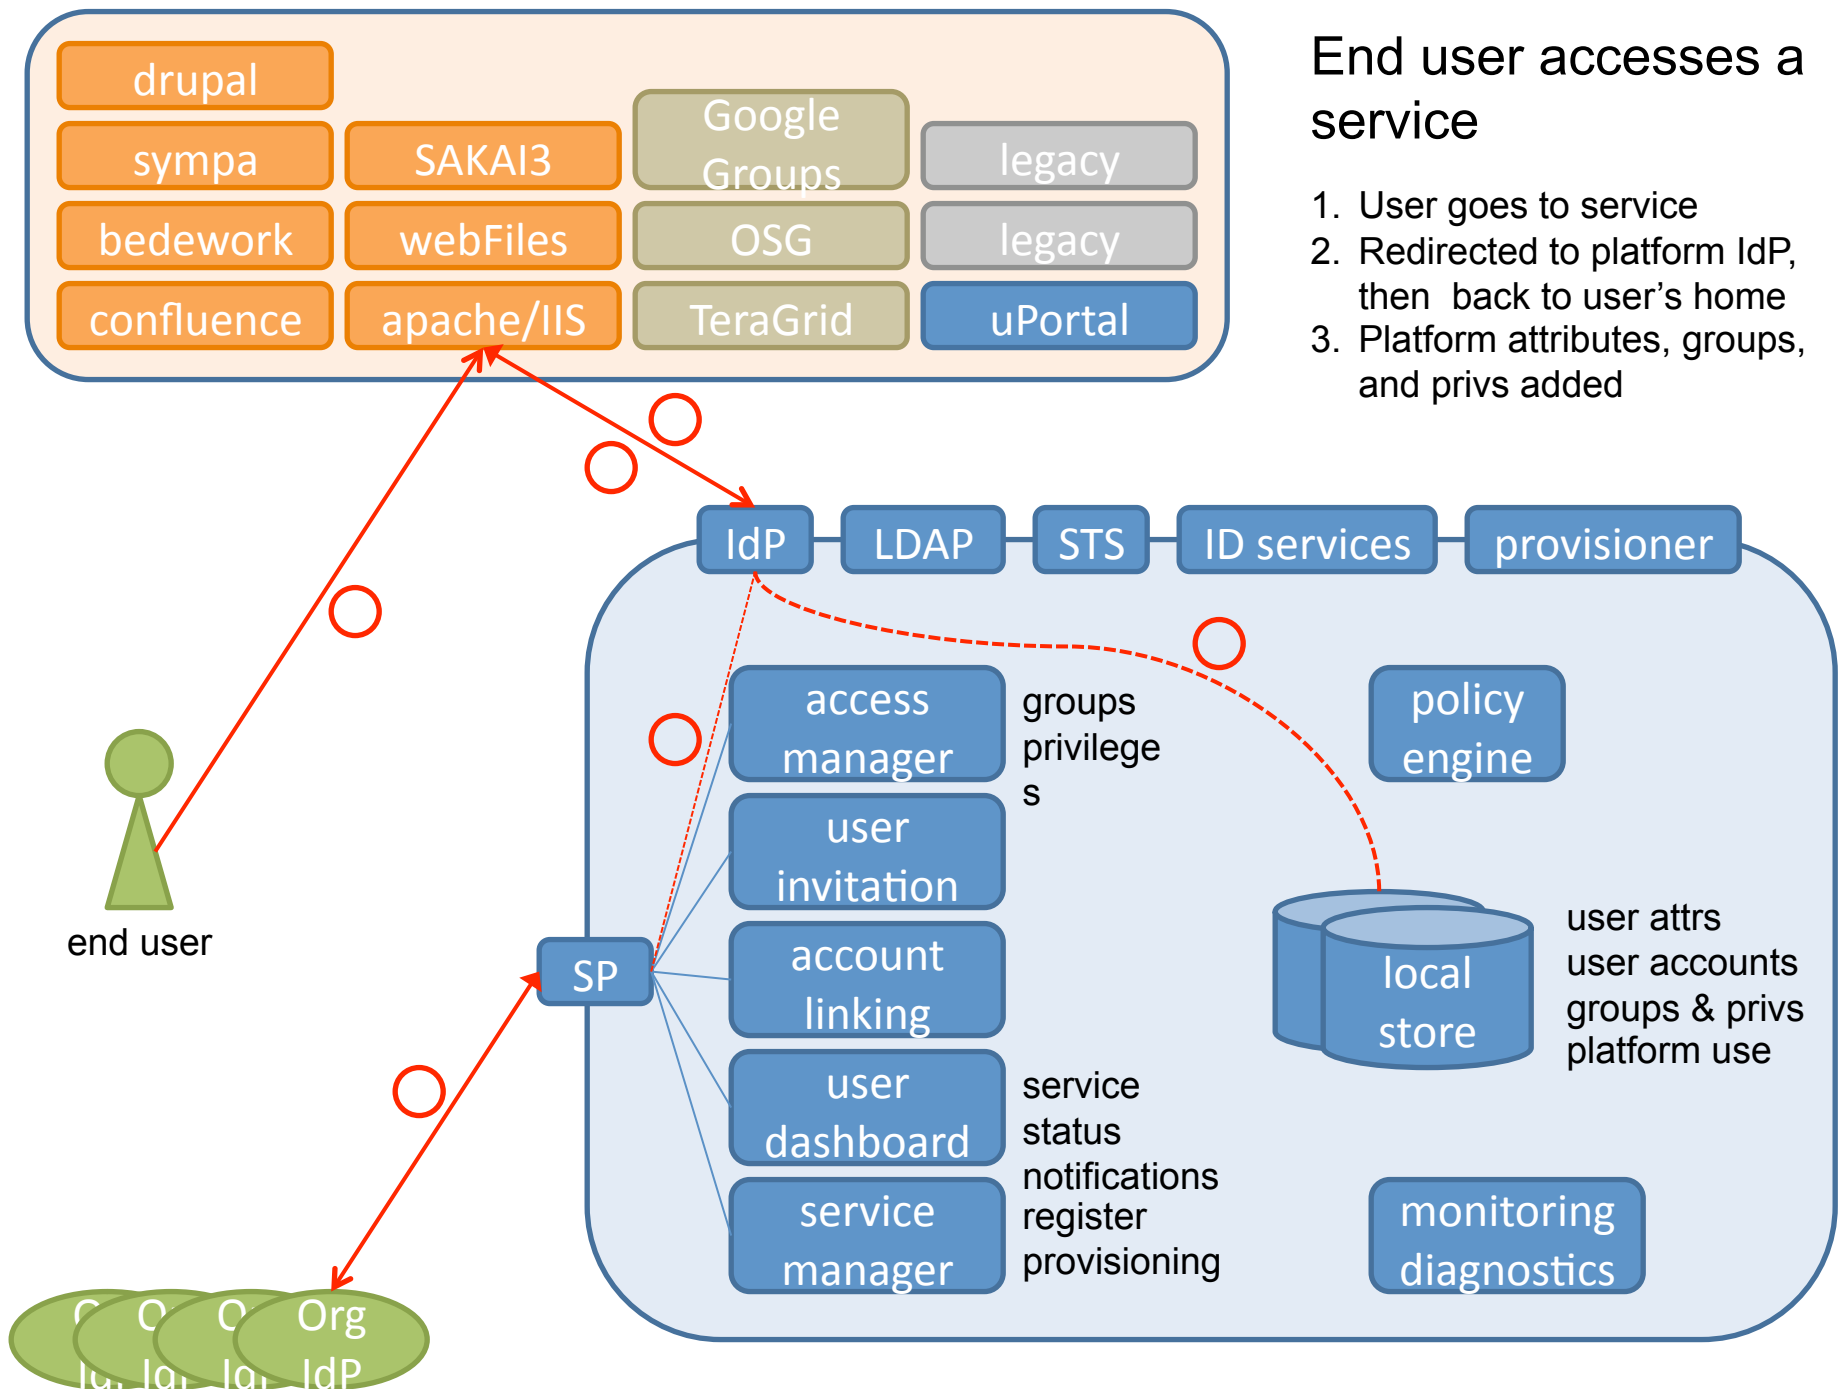 End user accesses a
service
1. User goes to service
2. Redirected to platform IdP,
then back to user's home
3. Platform attributes, groups,
and privs added
drupal
sympa
bedework
confluence
SAKAI3
webFiles
apache/IIS
Google
Groups
OSG
TeraGrid
legacy
legacy
uPortal
IdP
LDAP
STS
ID services
provisioner
access
manager
groups
privilege
s
user
invitation
account
linking
user
dashboard
service
status
notifications
service
manager
register
provisioning
policy
engine
local
store
user attrs
user accounts
groups & privs
platform use
monitoring
diagnostics
end user
SP
Org
IdP